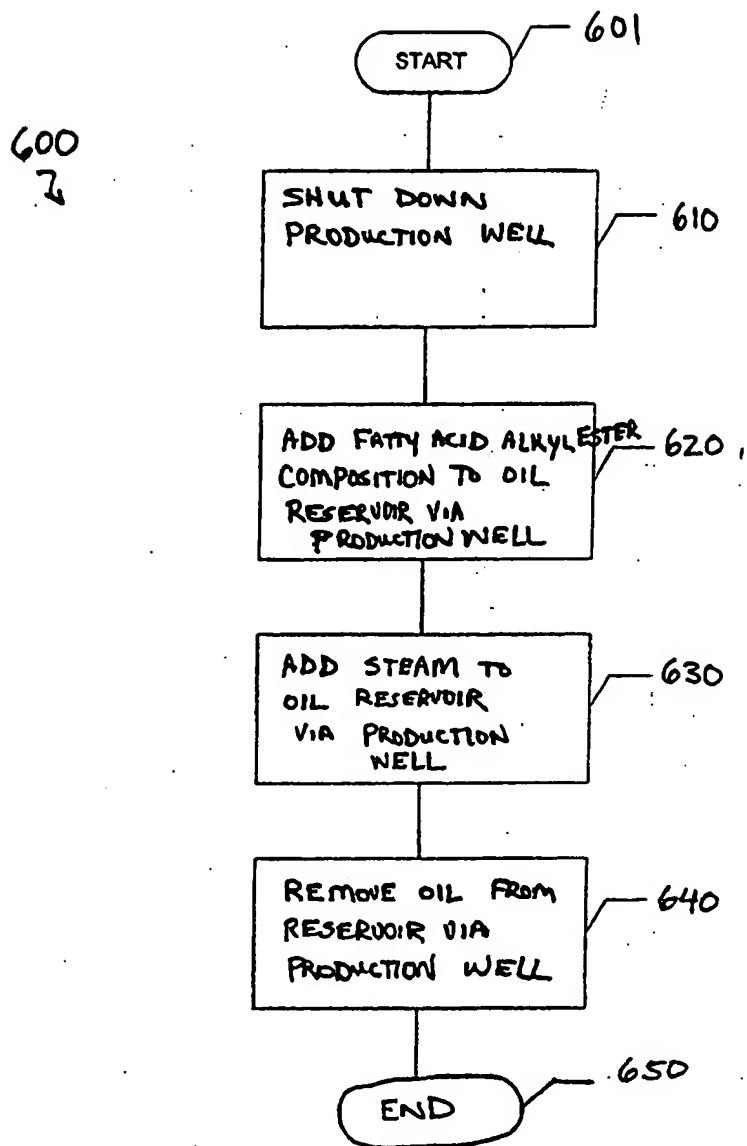 601
START
600
SHUT DOWN
PRODUCTION WELL
610
ADD FATTY ACID ALKYL ESTER
COMPOSITION TO OIL
RESERVOIR VIA
PRODUCTION WELL
620
ADD STEAM TO
OIL RESERVOIR
VIA PRODUCTION
WELL
630
REMOVE OIL FROM
RESERVOIR VIA
PRODUCTION WELL
640
650
END